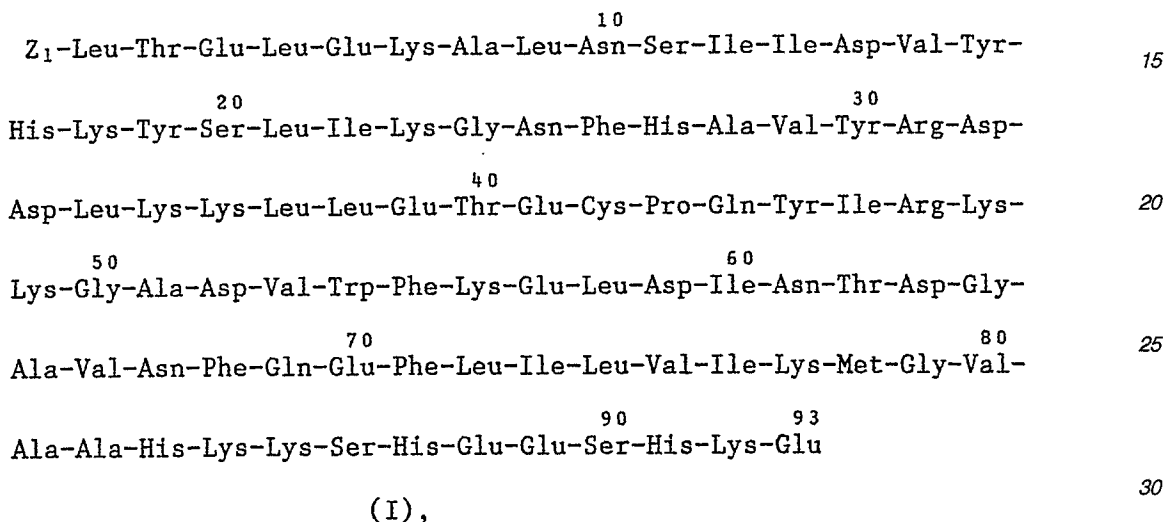 10
Z1-Leu-Thr-Glu-Leu-Glu-Lys-Ala-Leu-Asn-Ser-Ile-Ile-Asp-Val-Tyr-
15
20 30
His-Lys-Tyr-Ser-Leu-Ile-Lys-Gly-Asn-Phe-His-Ala-Val-Tyr-Arg-Asp-
40
Asp-Leu-Lys-Lys-Leu-Leu-Glu-Thr-Glu-Cys-Pro-Gln-Tyr-Ile-Arg-Lys-
20
50 60
Lys-Gly-Ala-Asp-Val-Trp-Phe-Lys-Glu-Leu-Asp-Ile-Asn-Thr-Asp-Gly-
70 80
Ala-Val-Asn-Phe-Gln-Glu-Phe-Leu-Ile-Leu-Val-Ile-Lys-Met-Gly-Val-
25
90 93
Ala-Ala-His-Lys-Lys-Ser-His-Glu-Glu-Ser-His-Lys-Glu
30
(I),